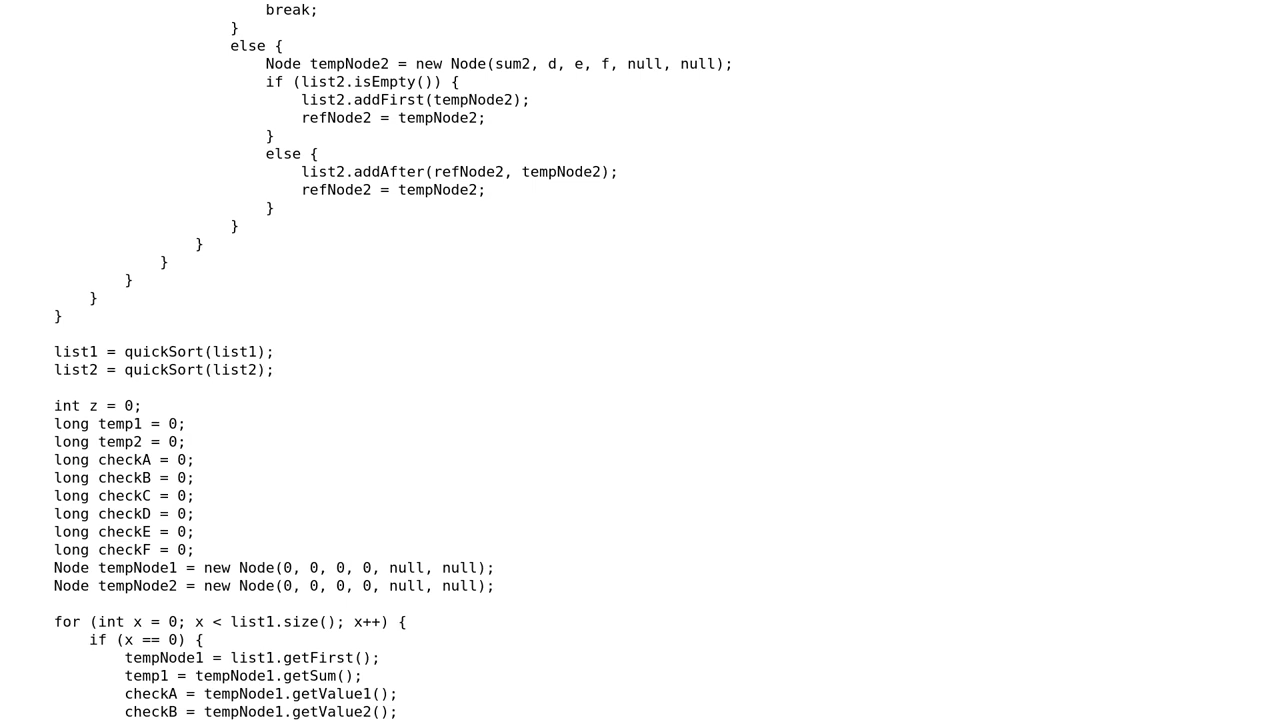 break;
                    }
                    else {
                        Node tempNode2 = new Node(sum2, d, e, f, null, null);
                        if (list2.isEmpty()) {
                            list2.addFirst(tempNode2);
                            refNode2 = tempNode2;
                        }
                        else {
                            list2.addAfter(refNode2, tempNode2);
                            refNode2 = tempNode2;
                        }
                    }
                }
            }
        }
    }
}

list1 = quickSort(list1);
list2 = quickSort(list2);

int z = 0;
long temp1 = 0;
long temp2 = 0;
long checkA = 0;
long checkB = 0;
long checkC = 0;
long checkD = 0;
long checkE = 0;
long checkF = 0;
Node tempNode1 = new Node(0, 0, 0, 0, null, null);
Node tempNode2 = new Node(0, 0, 0, 0, null, null);

for (int x = 0; x < list1.size(); x++) {
    if (x == 0) {
        tempNode1 = list1.getFirst();
        temp1 = tempNode1.getSum();
        checkA = tempNode1.getValue1();
        checkB = tempNode1.getValue2();